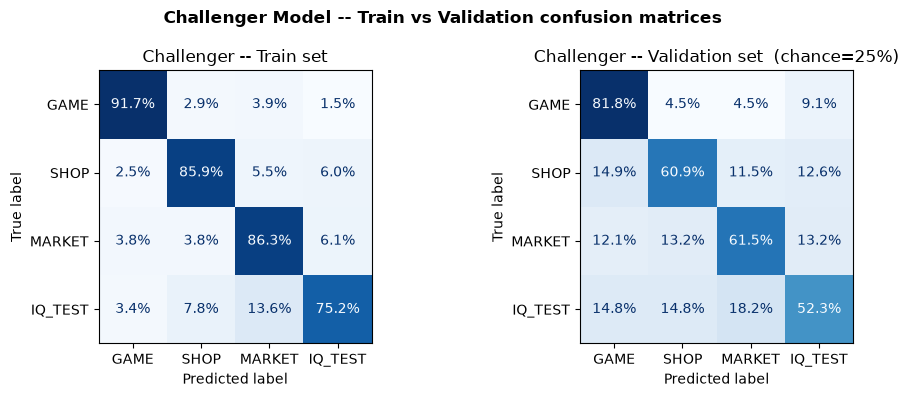 Challenger Model -- Train vs Validation confusion matrices
Challenger -- Train set
True label
GAME 91.7% 2.9% 3.9% 1.5%
SHOP 2.5% 85.9% 5.5% 6.0%
MARKET 3.8% 3.8% 86.3% 6.1%
IQ_TEST 3.4% 7.8% 13.6% 75.2%
GAME SHOP MARKET IQ_TEST
Predicted label
Challenger -- Validation set (chance=25%)
True label
GAME 81.8% 4.5% 4.5% 9.1%
SHOP 14.9% 60.9% 11.5% 12.6%
MARKET 12.1% 13.2% 61.5% 13.2%
IQ_TEST 14.8% 14.8% 18.2% 52.3%
GAME SHOP MARKET IQ_TEST
Predicted label